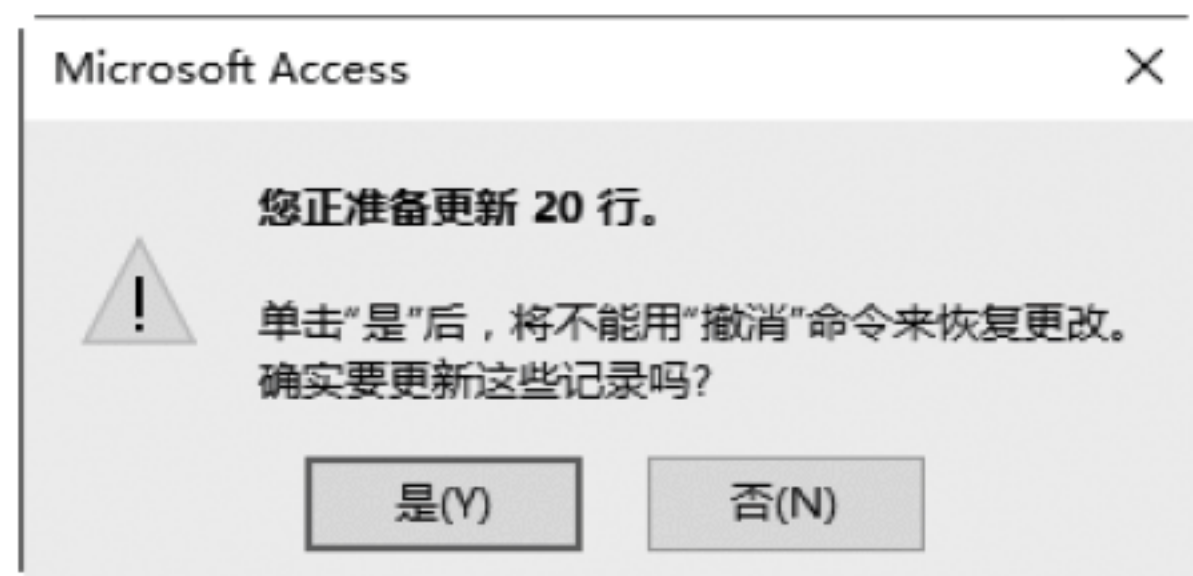 Microsoft Access
您正准备更新 20 行。
单击“是”后，将不能用“撤消”命令来恢复更改。
确实要更新这些记录吗?
是(Y)
否(N)